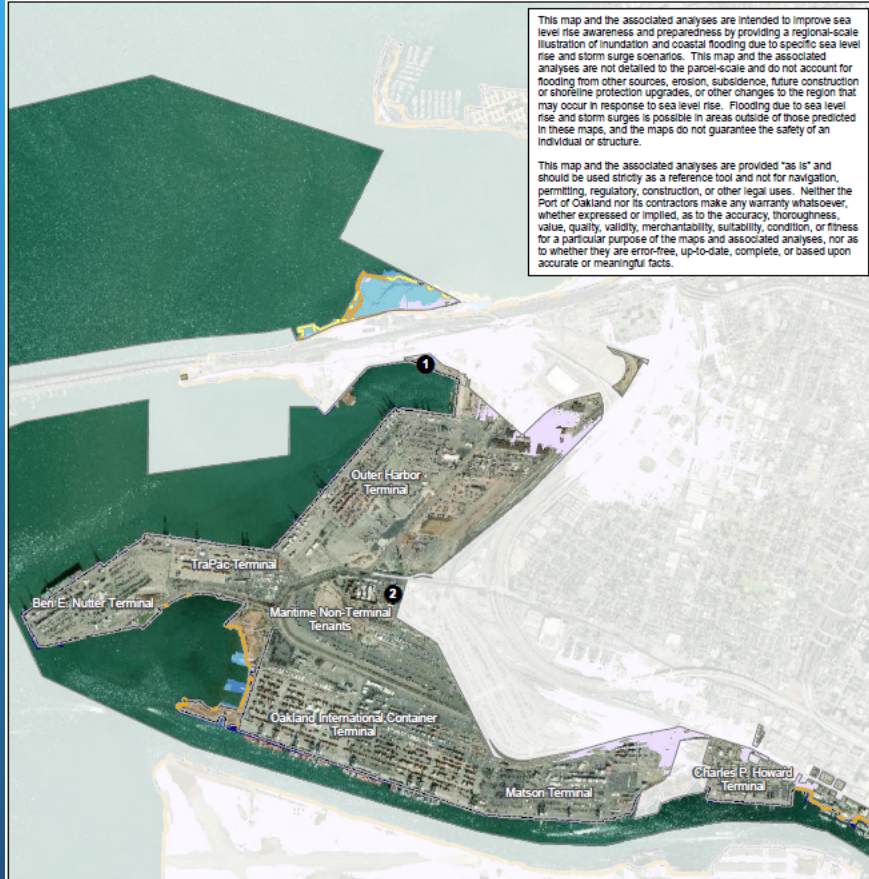 This map and the associated analyses are intended to improve sea
level rise awareness and preparedness by providing a regional-scale
illustration of inundation and coastal flooding due to specific sea level
rise and storm surge scenarios. This map and the associated
analyses are not detailed to the parcel-scale and do not account for
flooding from other sources, erosion, subsidence, future construction
or shoreline protection upgrades, or other changes to the region that
may occur in response to sea level rise. Flooding due to sea level
rise and storm surges is possible in areas outside of those predicted
in these maps, and the maps do not guarantee the safety of an
individual or structure.
This map and the associated analyses are provided "as is" and
should be used strictly as a reference tool and not for navigation,
permitting, regulatory, construction, or other legal uses. Neither the
Port of Oakland nor its contractors make any warranty whatsoever,
whether expressed or implied, as to the accuracy, thoroughness,
value, quality, validity, merchantability, suitability, condition, or fitness
for a particular purpose of the maps and associated analyses, nor as
to whether they are error-free, up-to-date, complete, or based upon
accurate or meaningful facts.
1
Outer Harbor
Terminal
TraPac Terminal
Ben E. Nutter Terminal
2
Maritime Non-Terminal
Tenants
Oakland International Container
Terminal
Matson Terminal
Charles P. Howard
Terminal